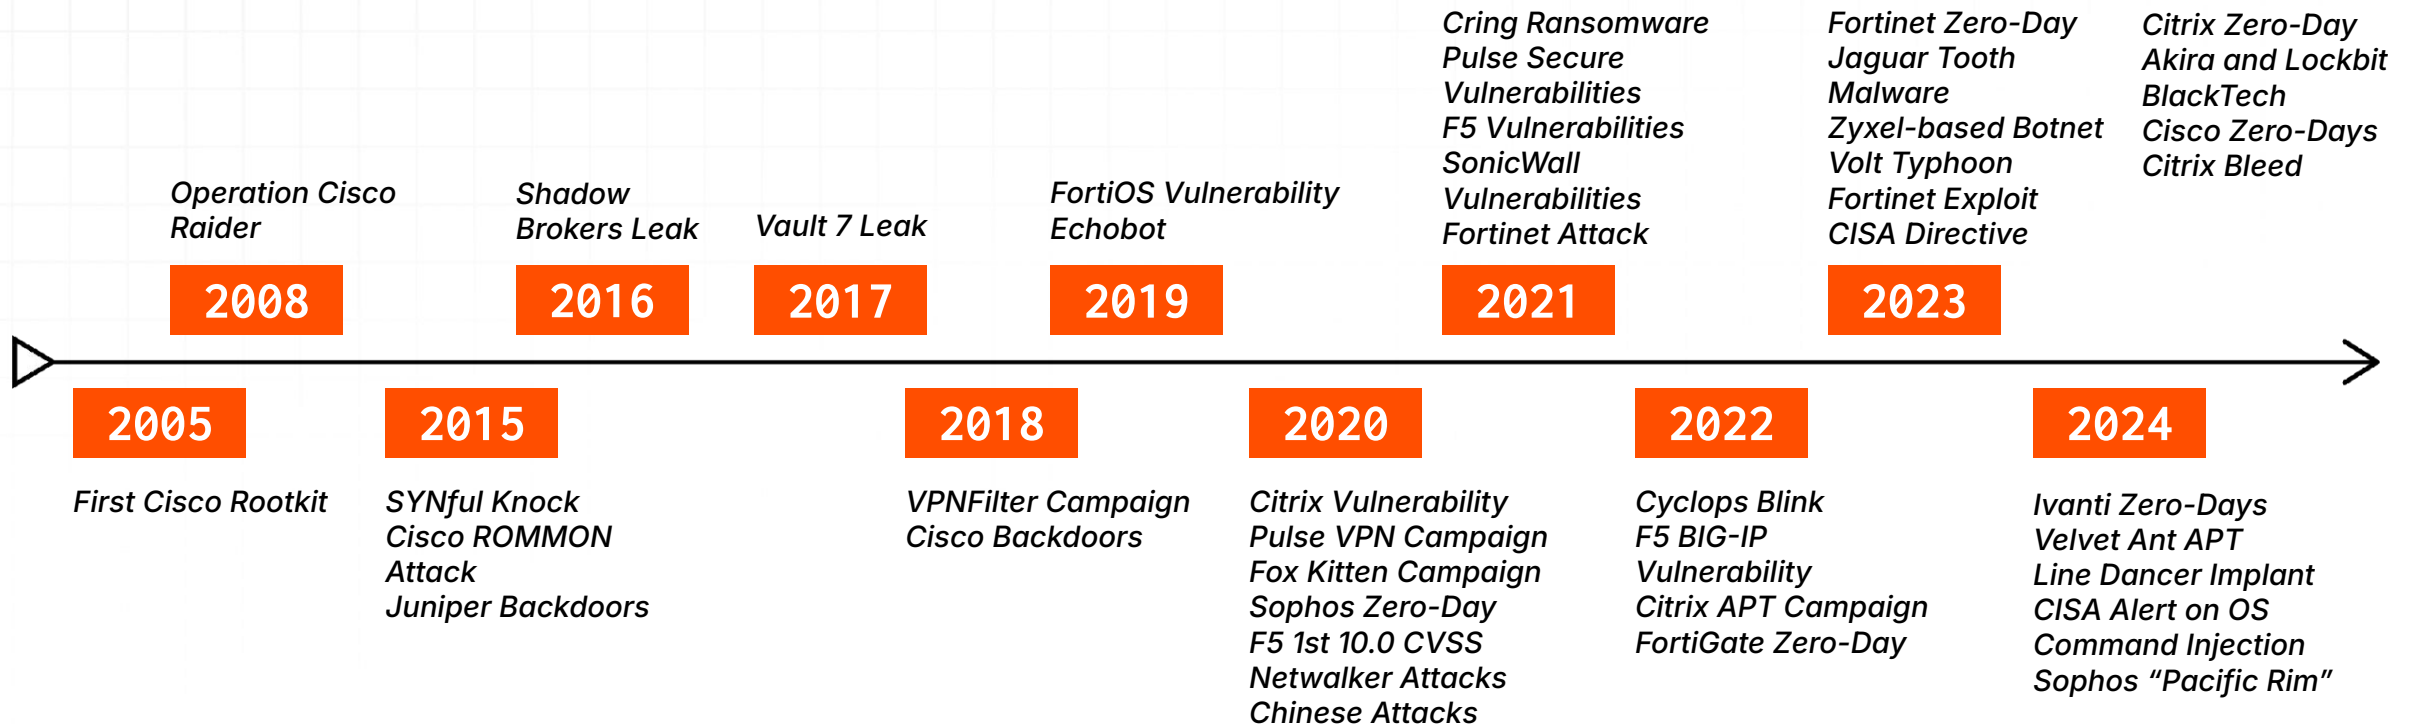 Operation Cisco
Raider
2008
Shadow
Brokers Leak
2016
Vault 7 Leak
2017
FortiOS Vulnerability
Echobot
2019
Cring Ransomware
Pulse Secure
Vulnerabilities
F5 Vulnerabilities
SonicWall
Vulnerabilities
Fortinet Attack
2021
Fortinet Zero-Day
Jaguar Tooth
Malware
Zyxel-based Botnet
Volt Typhoon
Fortinet Exploit
CISA Directive
2023
Citrix Zero-Day
Akira and Lockbit
BlackTech
Cisco Zero-Days
Citrix Bleed
2005
First Cisco Rootkit
2015
SYNful Knock
Cisco ROMMON
Attack
Juniper Backdoors
2018
VPNFilter Campaign
Cisco Backdoors
2020
Citrix Vulnerability
Pulse VPN Campaign
Fox Kitten Campaign
Sophos Zero-Day
F5 1st 10.0 CVSS
Netwalker Attacks
Chinese Attacks
2022
Cyclops Blink
F5 BIG-IP
Vulnerability
Citrix APT Campaign
FortiGate Zero-Day
2024
Ivanti Zero-Days
Velvet Ant APT
Line Dancer Implant
CISA Alert on OS
Command Injection
Sophos “Pacific Rim”